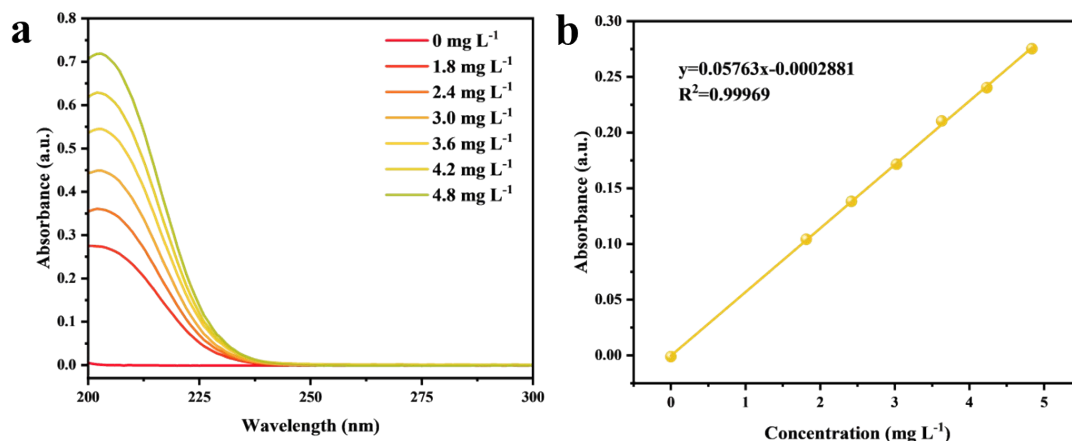 a
0.8
0.7
0.6
0.5
0.4
0.3
0.2
0.1
0.0
Absorbance (a.u.)
0 mg L⁻¹
1.8 mg L⁻¹
2.4 mg L⁻¹
3.0 mg L⁻¹
3.6 mg L⁻¹
4.2 mg L⁻¹
4.8 mg L⁻¹
200 225 250 275 300
Wavelength (nm)
b
0.30
0.25
0.20
0.15
0.10
0.05
0.00
Absorbance (a.u.)
y=0.05763x-0.0002881
R²=0.99969
0 1 2 3 4 5
Concentration (mg L⁻¹)